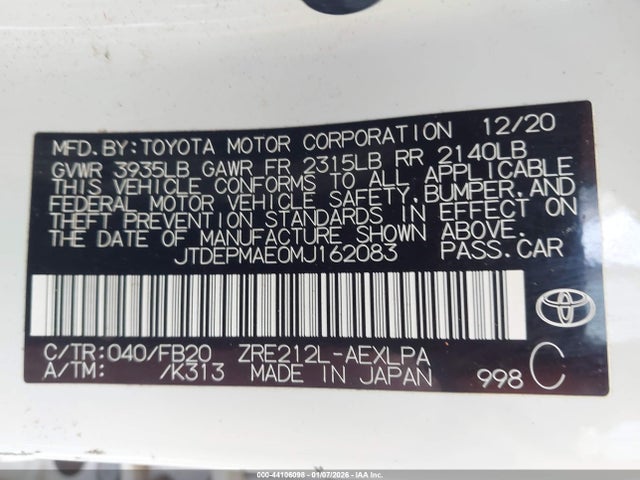 MFD.BY:TOYOTA MOTOR CORPORATION 12/20
GVWR 3935LB GAWR FR 2315LB RR 2140LB
THIS VEHICLE CONFORMS TO ALL APPLICABLE
FEDERAL MOTOR VEHICLE SAFETY,BUMPER,AND
THEFT PREVENTION STANDARDS IN EFFECT ON
THE DATE OF MANUFACTURE SHOWN ABOVE.
JTDEPMAE0MJ162083 PASS.CAR
C/TR:040/FB20 ZRE212L-AEXLPA
A/TM: /K313 MADE IN JAPAN 998 C
000-44106098 01/07/2026 IAA Inc.